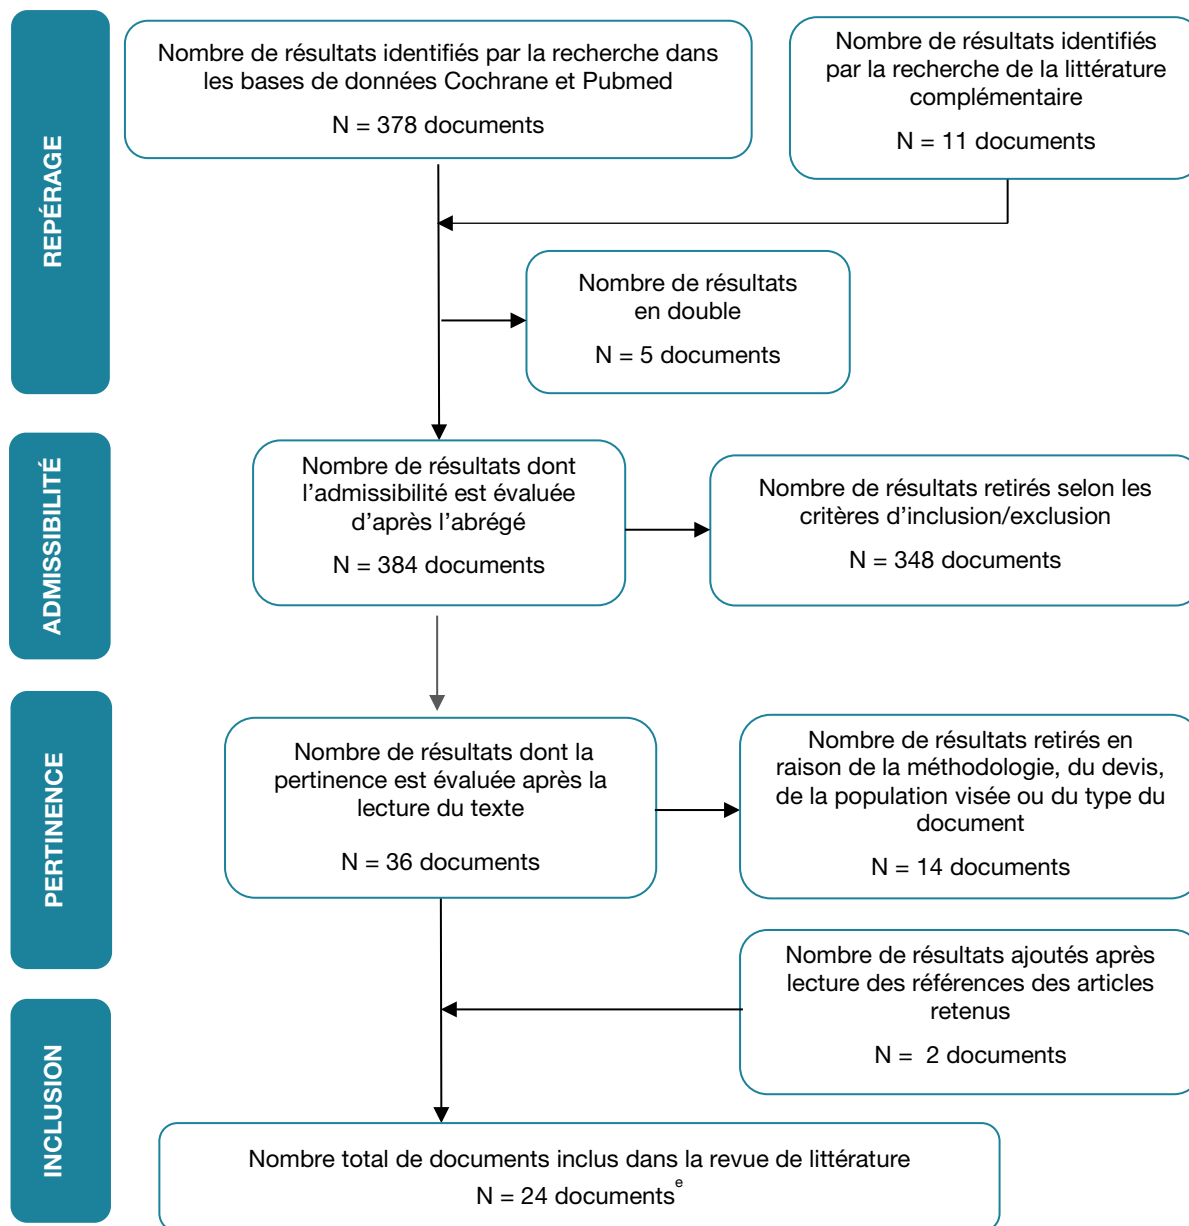 REPÉRAGE
Nombre de résultats identifiés par la recherche dans
les bases de données Cochrane et Pubmed
N = 378 documents
Nombre de résultats identifiés
par la recherche de la littérature
complémentaire
N = 11 documents
Nombre de résultats
en double
N = 5 documents
ADMISSIBILITÉ
Nombre de résultats dont
l’admissibilité est évaluée
d’après l’abrégé
N = 384 documents
Nombre de résultats retirés selon les
critères d’inclusion/exclusion
N = 348 documents
PERTINENCE
Nombre de résultats dont la
pertinence est évaluée après la
lecture du texte
N = 36 documents
Nombre de résultats retirés en
raison de la méthodologie, du devis,
de la population visée ou du type du
document
N = 14 documents
Nombre de résultats ajoutés après
lecture des références des articles
retenus
N = 2 documents
INCLUSION
Nombre total de documents inclus dans la revue de littérature
N = 24 documents e